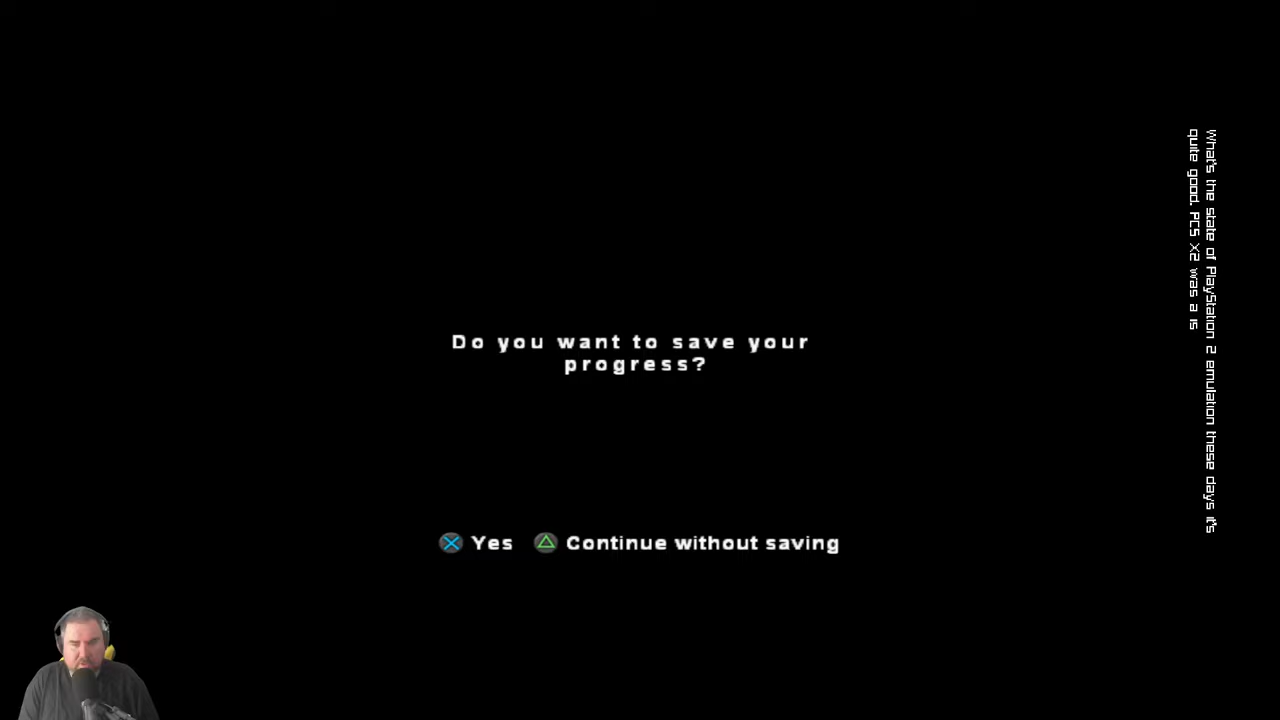 Do you want to save your
progress?
Yes Continue without saving
What's the state of PlayStation 2 emulation these days it's
quite good. PCS X2 was a is